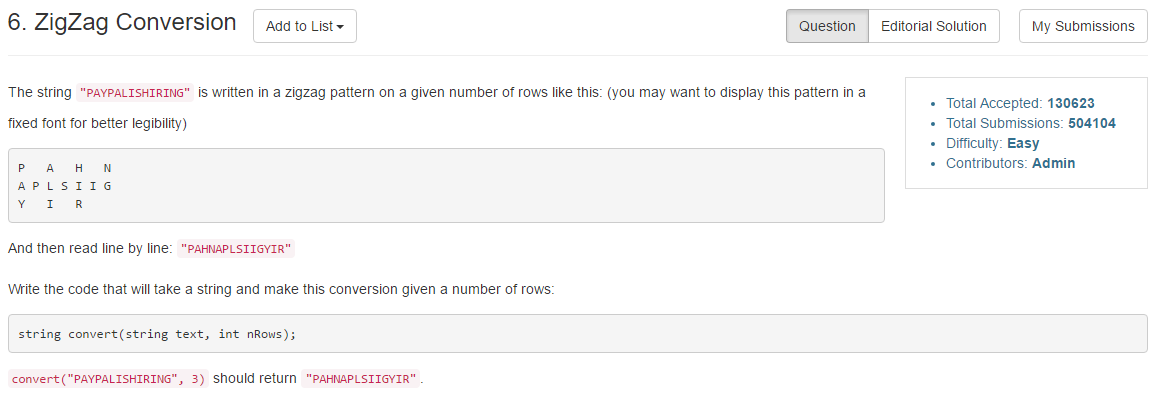 6. ZigZag Conversion
Add to List
Question
Editorial Solution
My Submissions
The string "PAYPALISHIRING" is written in a zigzag pattern on a given number of rows like this: (you may want to display this pattern in a
fixed font for better legibility)
P   A   H   N
A P L S I I G
Y   I   R
And then read line by line: "PAHNAPLSIIGYIR"
Write the code that will take a string and make this conversion given a number of rows:
string convert(string text, int nRows);
convert("PAYPALISHIRING", 3) should return "PAHNAPLSIIGYIR".
Total Accepted: 130623
Total Submissions: 504104
Difficulty: Easy
Contributors: Admin